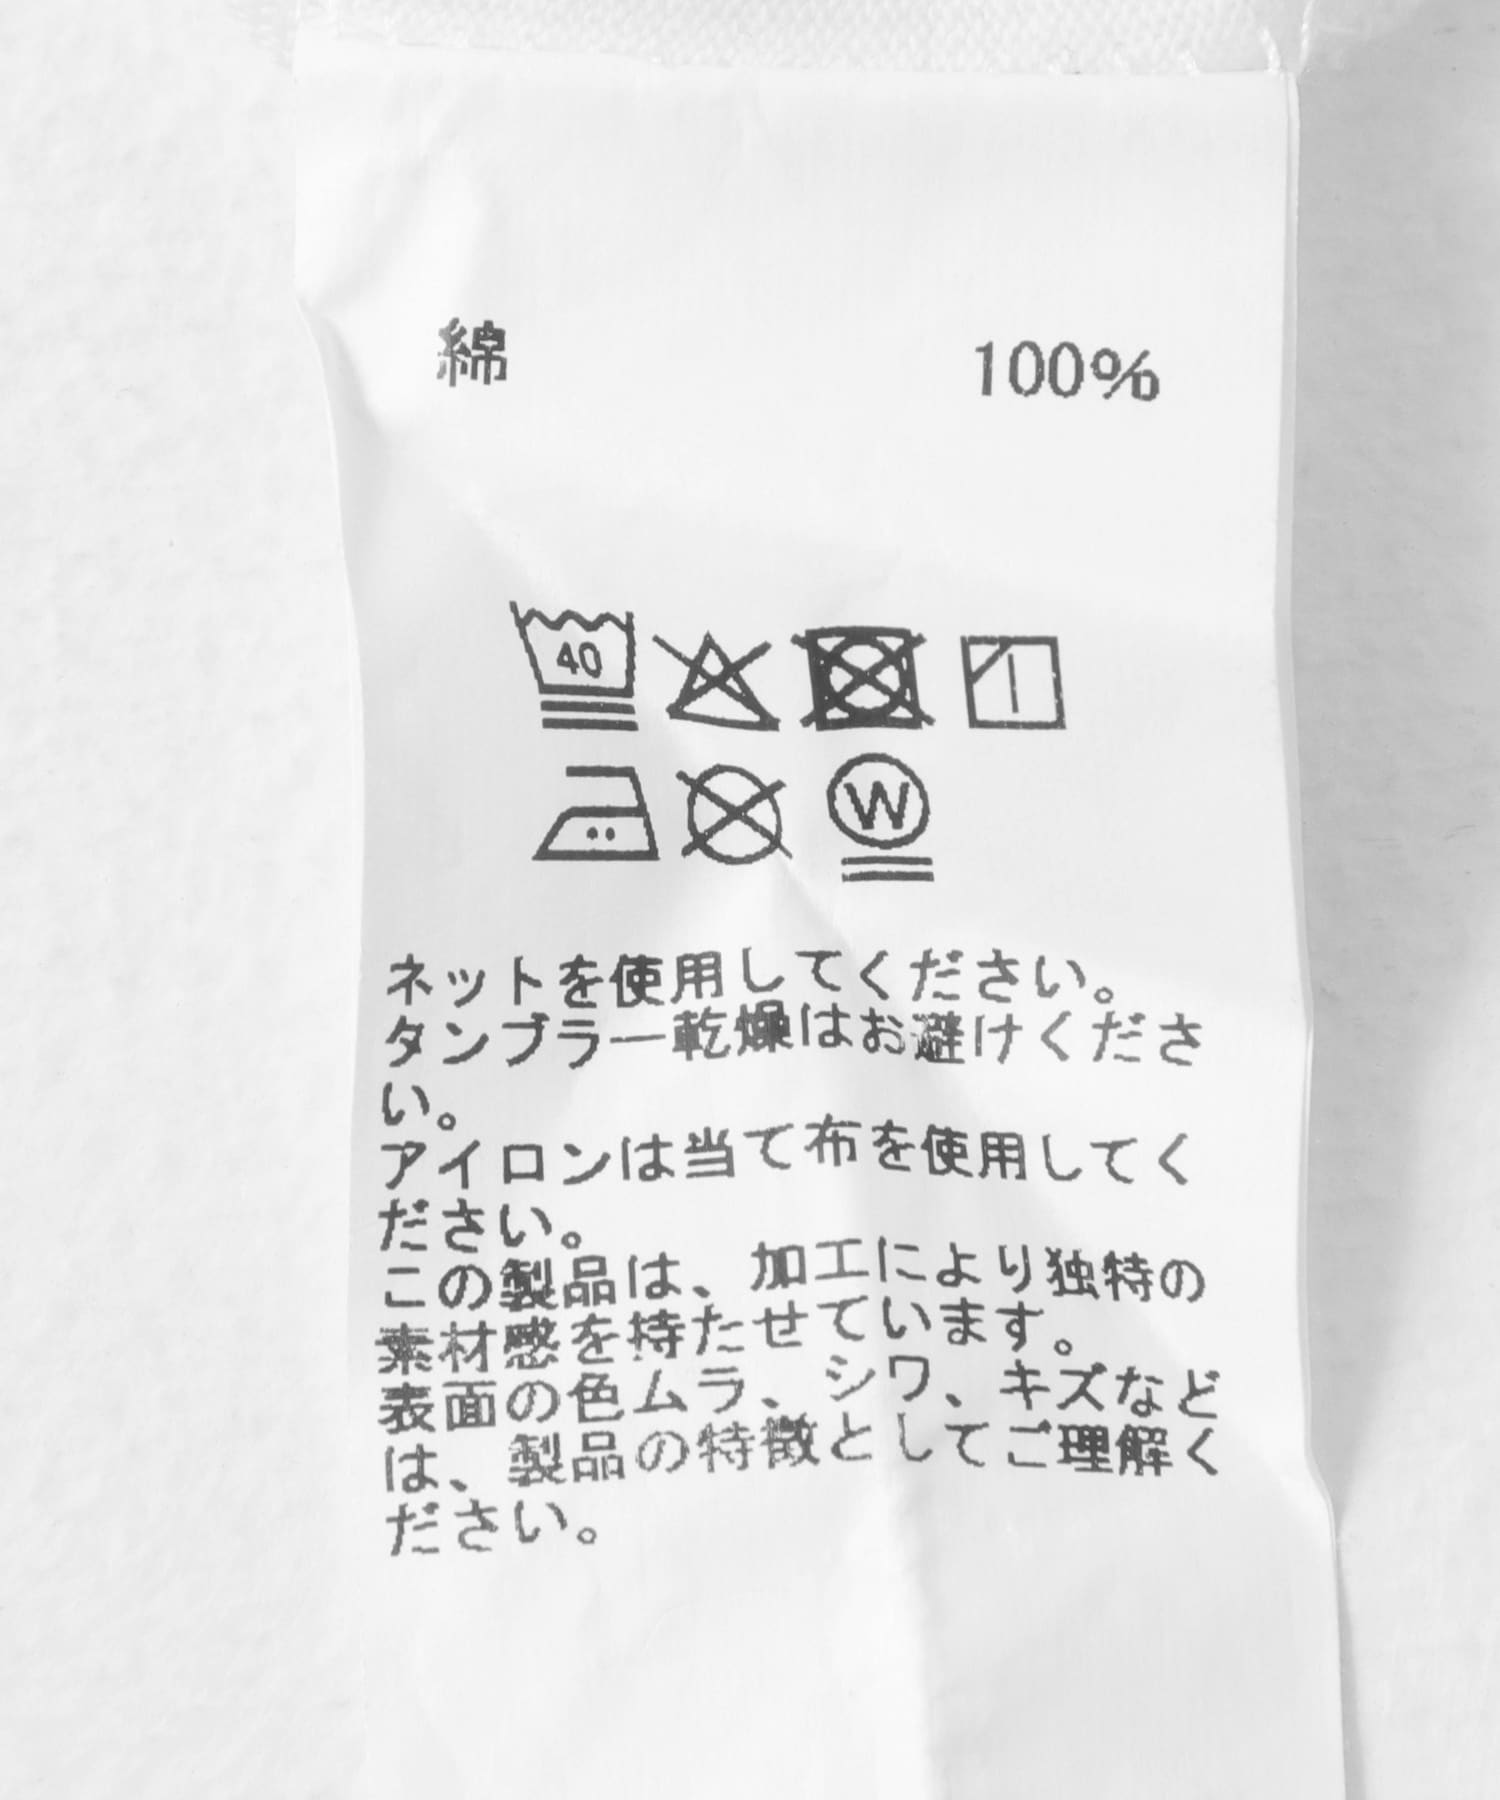 綿 100%
40
W
ネットを使用してください。
タンブラー乾燥はお避けくださ
い。
アイロンは当て布を使用してく
ださい。
この製品は、加工により独特の
素材感を持たせています。
表面の色ムラ、シワ、キズなど
は、製品の特徴としてご理解く
ださい。